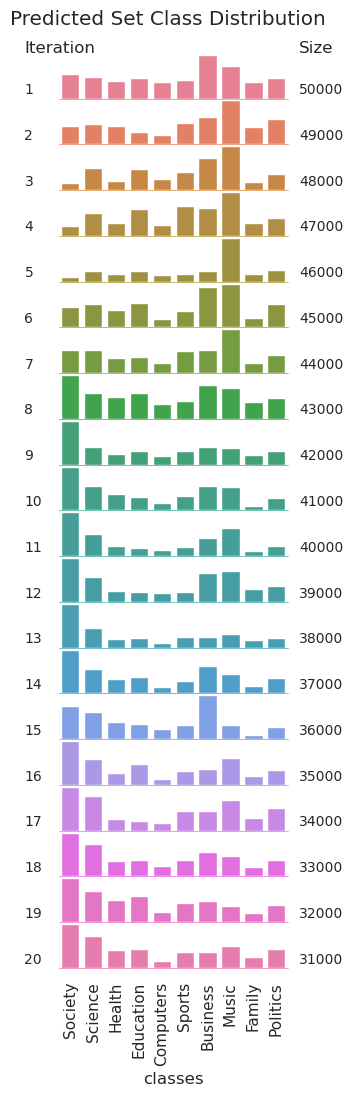 Predicted Set Class Distribution
Iteration Size
1 50000
2 49000
3 48000
4 47000
5 46000
6 45000
7 44000
8 43000
9 42000
10 41000
11 40000
12 39000
13 38000
14 37000
15 36000
16 35000
17 34000
18 33000
19 32000
20 31000
Society
Science
Health
Education
Computers
Sports
Business
Music
Family
Politics
classes